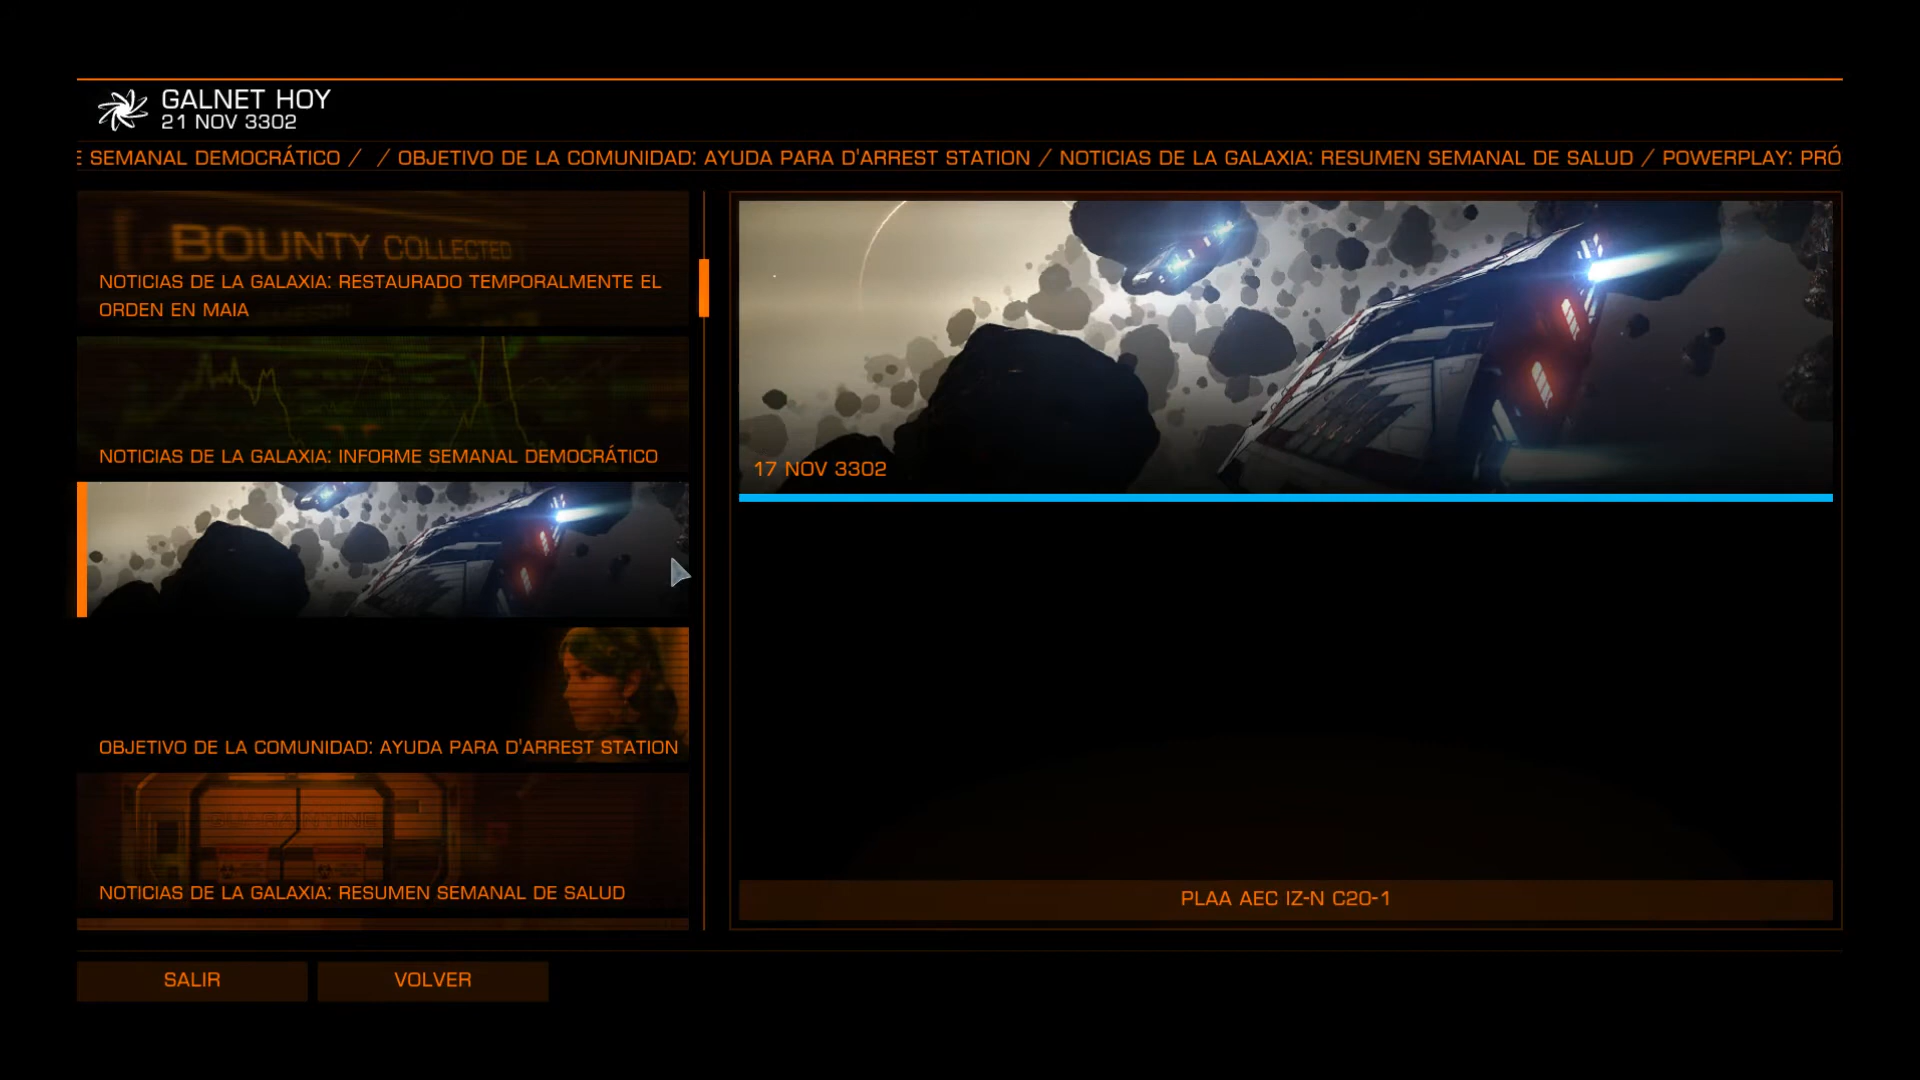 GALNET HOY
21 NOV 3302
SEMANAL DEMOCRÁTICO / / OBJETIVO DE LA COMUNIDAD: AYUDA PARA D'ARREST STATION / NOTICIAS DE LA GALAXIA: RESUMEN SEMANAL DE SALUD / POWERPLAY: PRÓ
BOUNTY COLLECTED
NOTICIAS DE LA GALAXIA: RESTAURADO TEMPORALMENTE EL
ORDEN EN MAIA
NOTICIAS DE LA GALAXIA: INFORME SEMANAL DEMOCRÁTICO
OBJETIVO DE LA COMUNIDAD: AYUDA PARA D'ARREST STATION
QUARANTINE
NOTICIAS DE LA GALAXIA: RESUMEN SEMANAL DE SALUD
17 NOV 3302
PLAA AEC IZ-N C20-1
SALIR
VOLVER